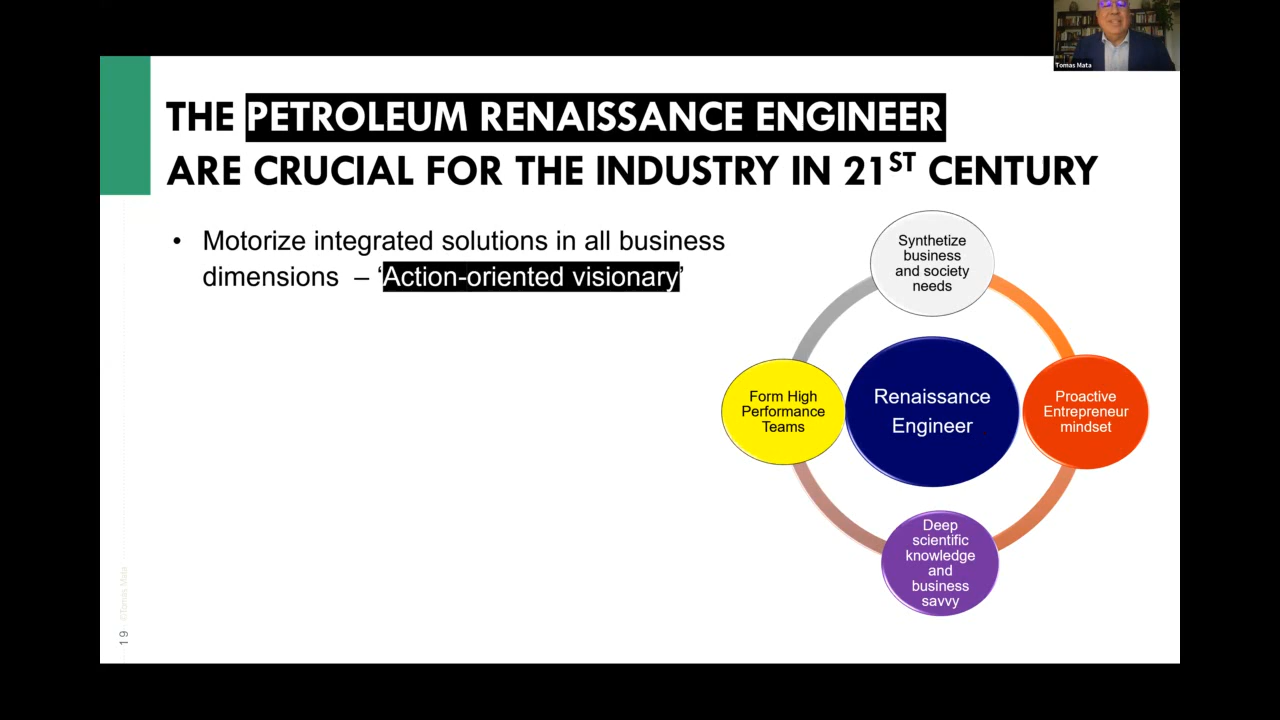 Tomas Mata
THE PETROLEUM RENAISSANCE ENGINEER
ARE CRUCIAL FOR THE INDUSTRY IN 21ST CENTURY
• Motorize integrated solutions in all business
dimensions – ‘Action-oriented visionary’
Synthetize
business
and society
needs
Form High
Performance
Teams
Renaissance
Engineer
Proactive
Entrepreneur
mindset
Deep
scientific
knowledge
and
business
savvy
©Tomas Mata
19